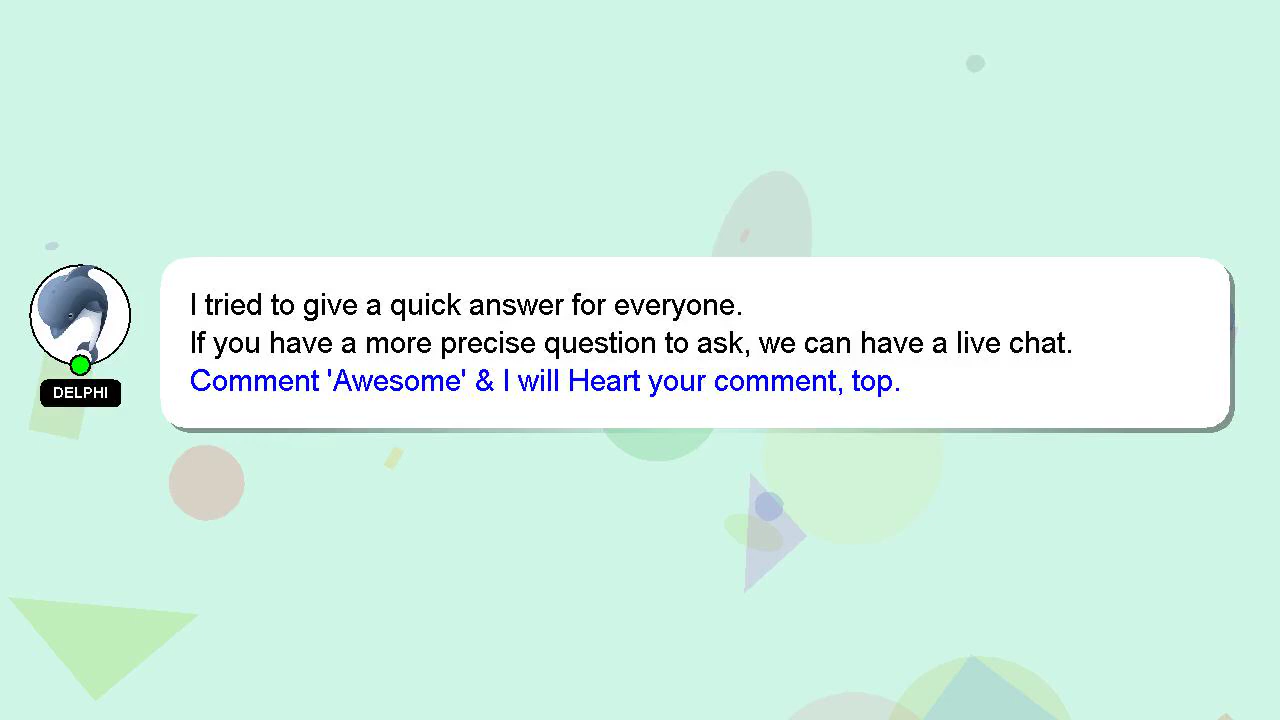 I tried to give a quick answer for everyone.
If you have a more precise question to ask, we can have a live chat.
Comment 'Awesome' & I will Heart your comment, top.
DELPHI